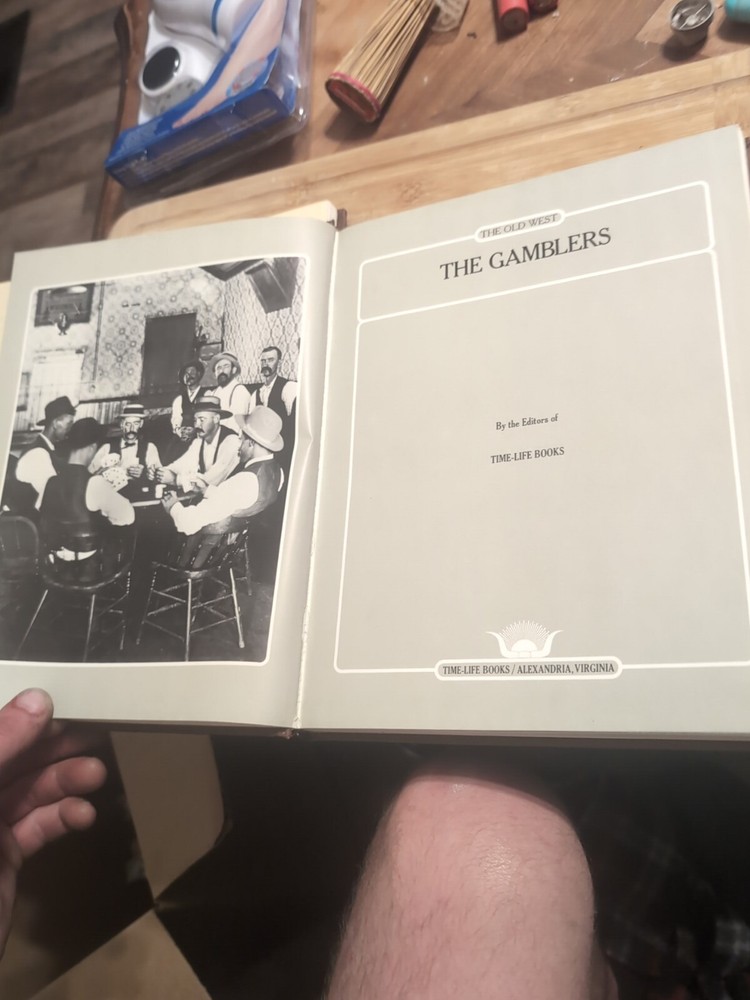 THE OLD WEST
THE GAMBLERS
By the Editors of
TIME-LIFE BOOKS
TIME-LIFE BOOKS / ALEXANDRIA, VIRGINIA